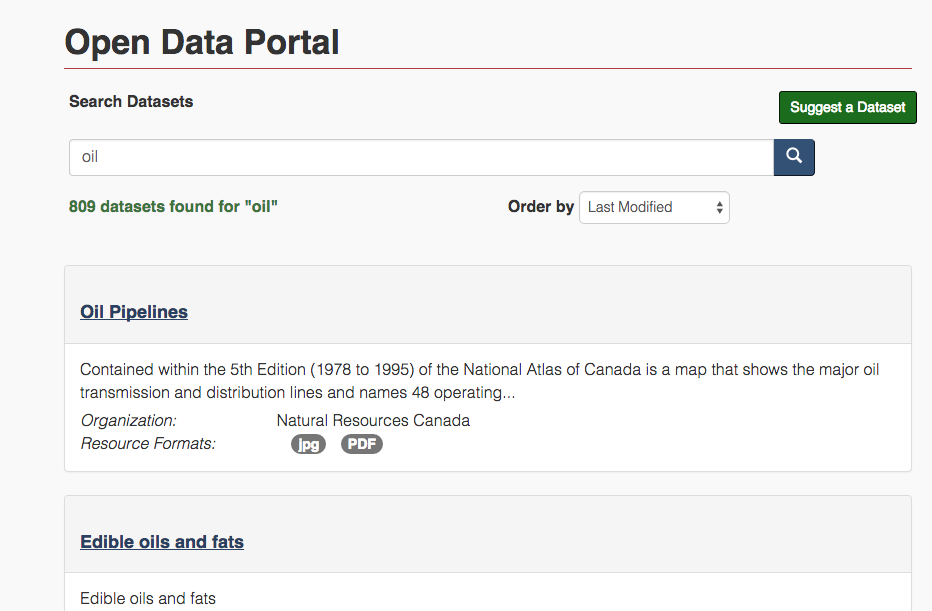 Open Data Portal
Search Datasets
Suggest a Dataset
oil
809 datasets found for "oil"
Order by Last Modified
Oil Pipelines
Contained within the 5th Edition (1978 to 1995) of the National Atlas of Canada is a map that shows the major oil
transmission and distribution lines and names 48 operating...
Organization: Natural Resources Canada
Resource Formats: jpg PDF
Edible oils and fats
Edible oils and fats